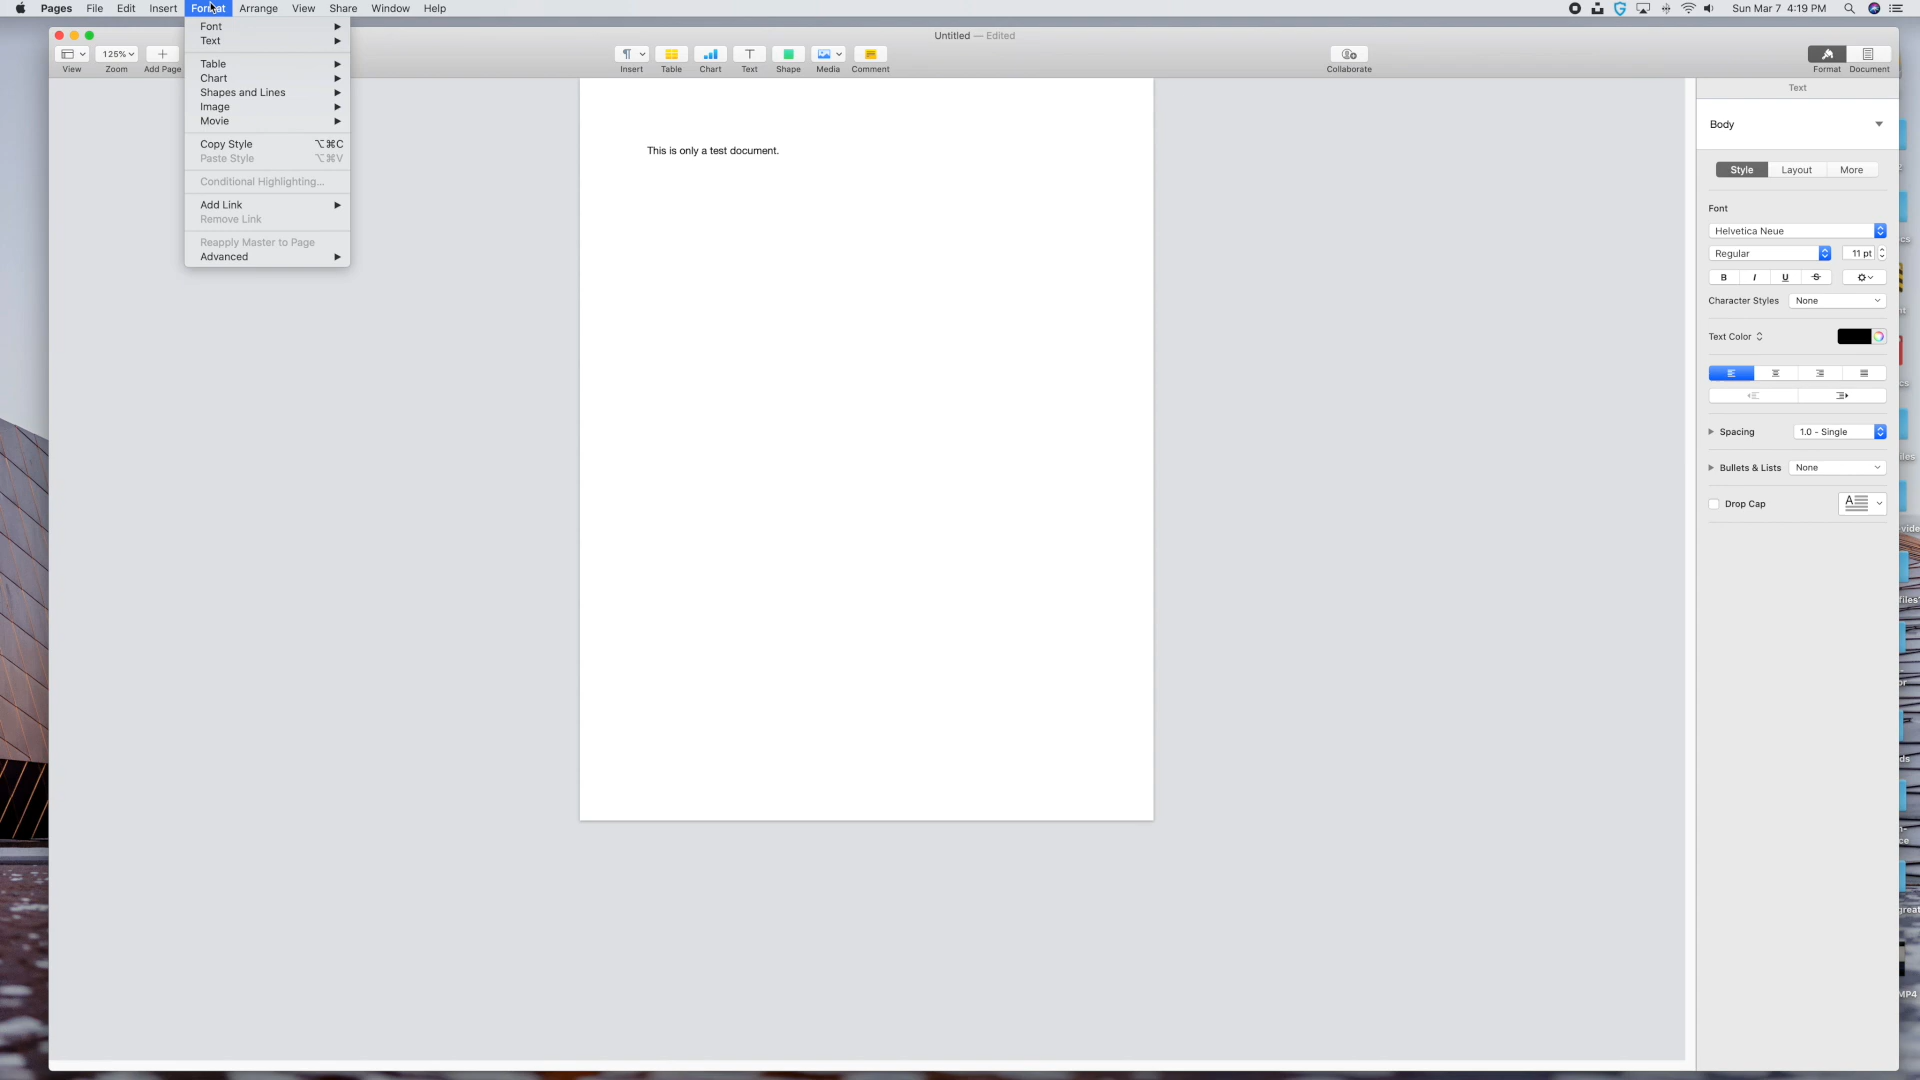 Pages File Edit Insert Format Arrange View Share Window Help
Sun Mar 7 4:19 PM
Untitled — Edited
125%
View Zoom Add Page
Insert Table Chart Text Shape Media Comment
Collaborate
Format Document
Font
Text
Table
Chart
Shapes and Lines
Image
Movie
Copy Style ⌥⌘C
Paste Style ⌥⌘V
Conditional Highlighting...
Add Link
Remove Link
Reapply Master to Page
Advanced
This is only a test document.
Text
Body
Style Layout More
Font
Helvetica Neue
Regular 11 pt
B I U S
Character Styles None
Text Color
Spacing 1.0 - Single
Bullets & Lists None
Drop Cap A
MP4